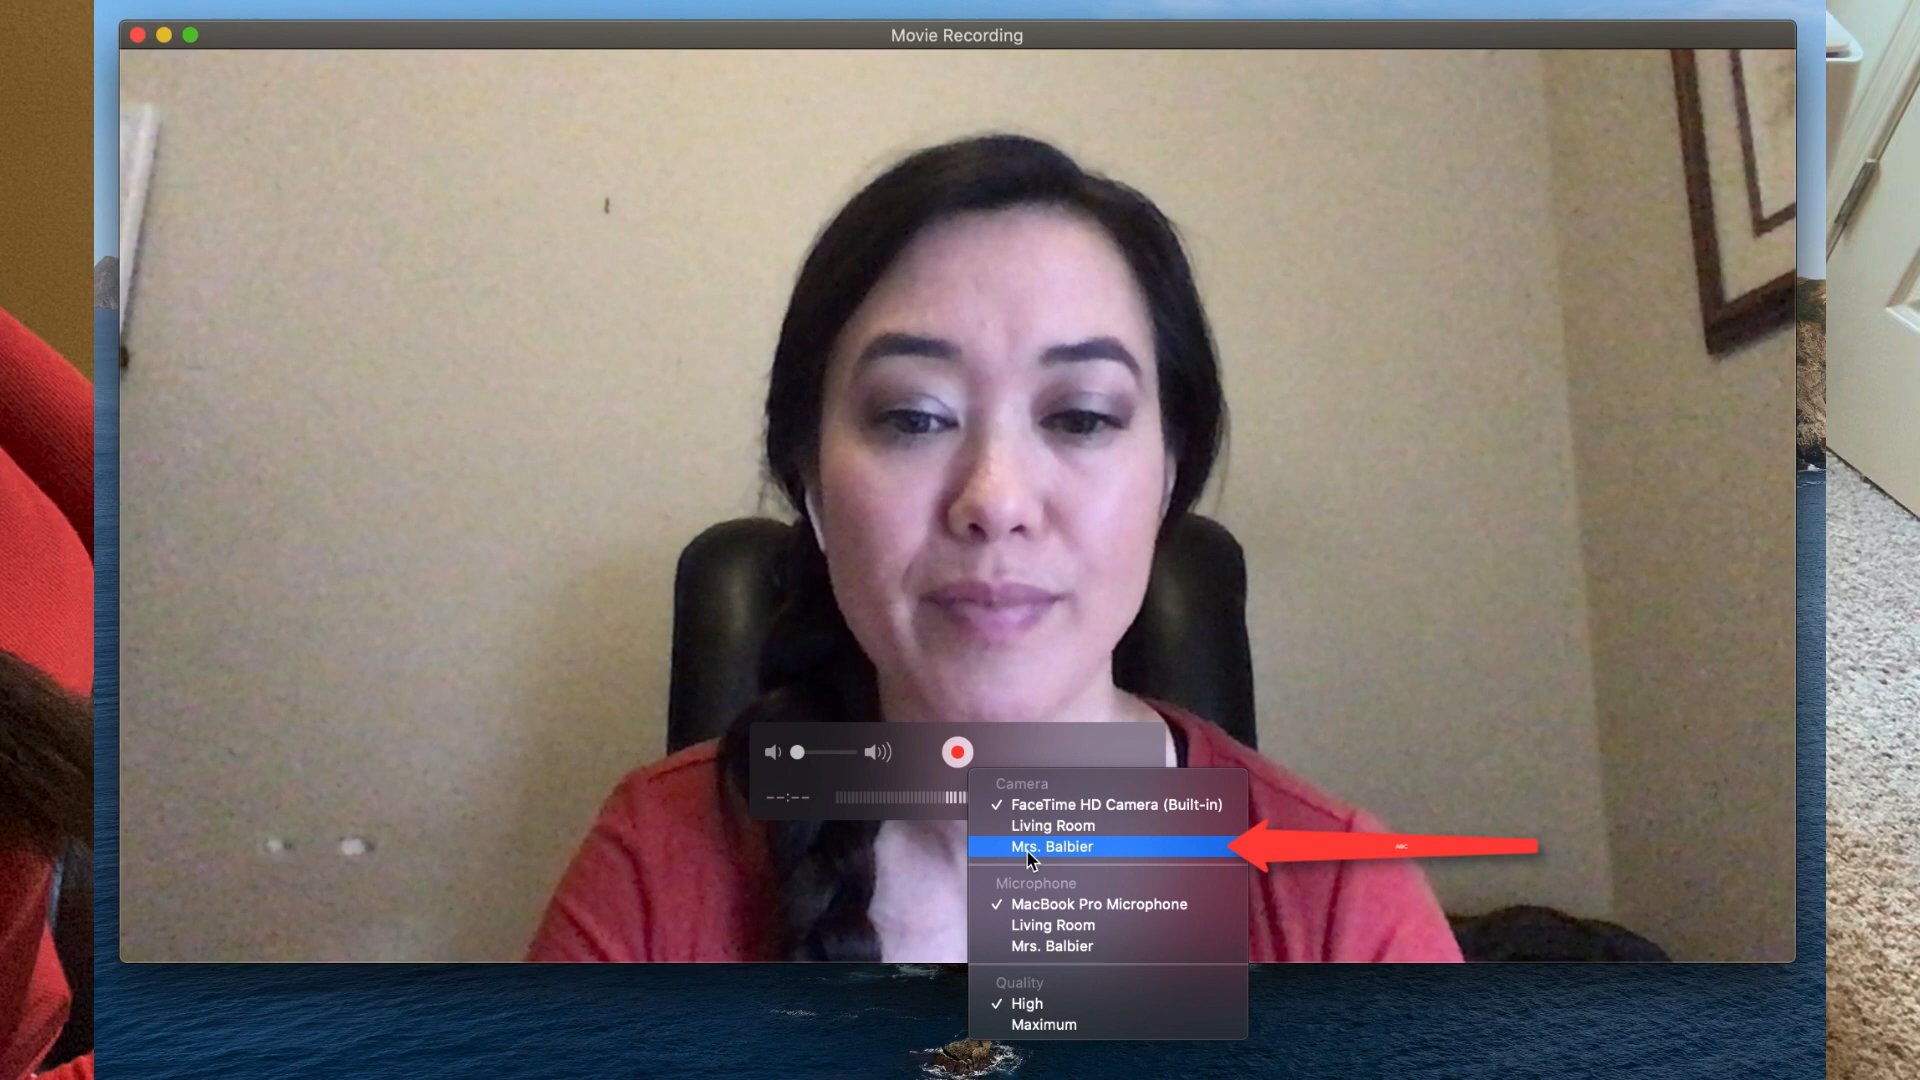 Movie Recording
--:--
Camera
✓ FaceTime HD Camera (Built-in)
Living Room
Mrs. Balbier
ABC
Microphone
✓ MacBook Pro Microphone
Living Room
Mrs. Balbier
Quality
✓ High
Maximum